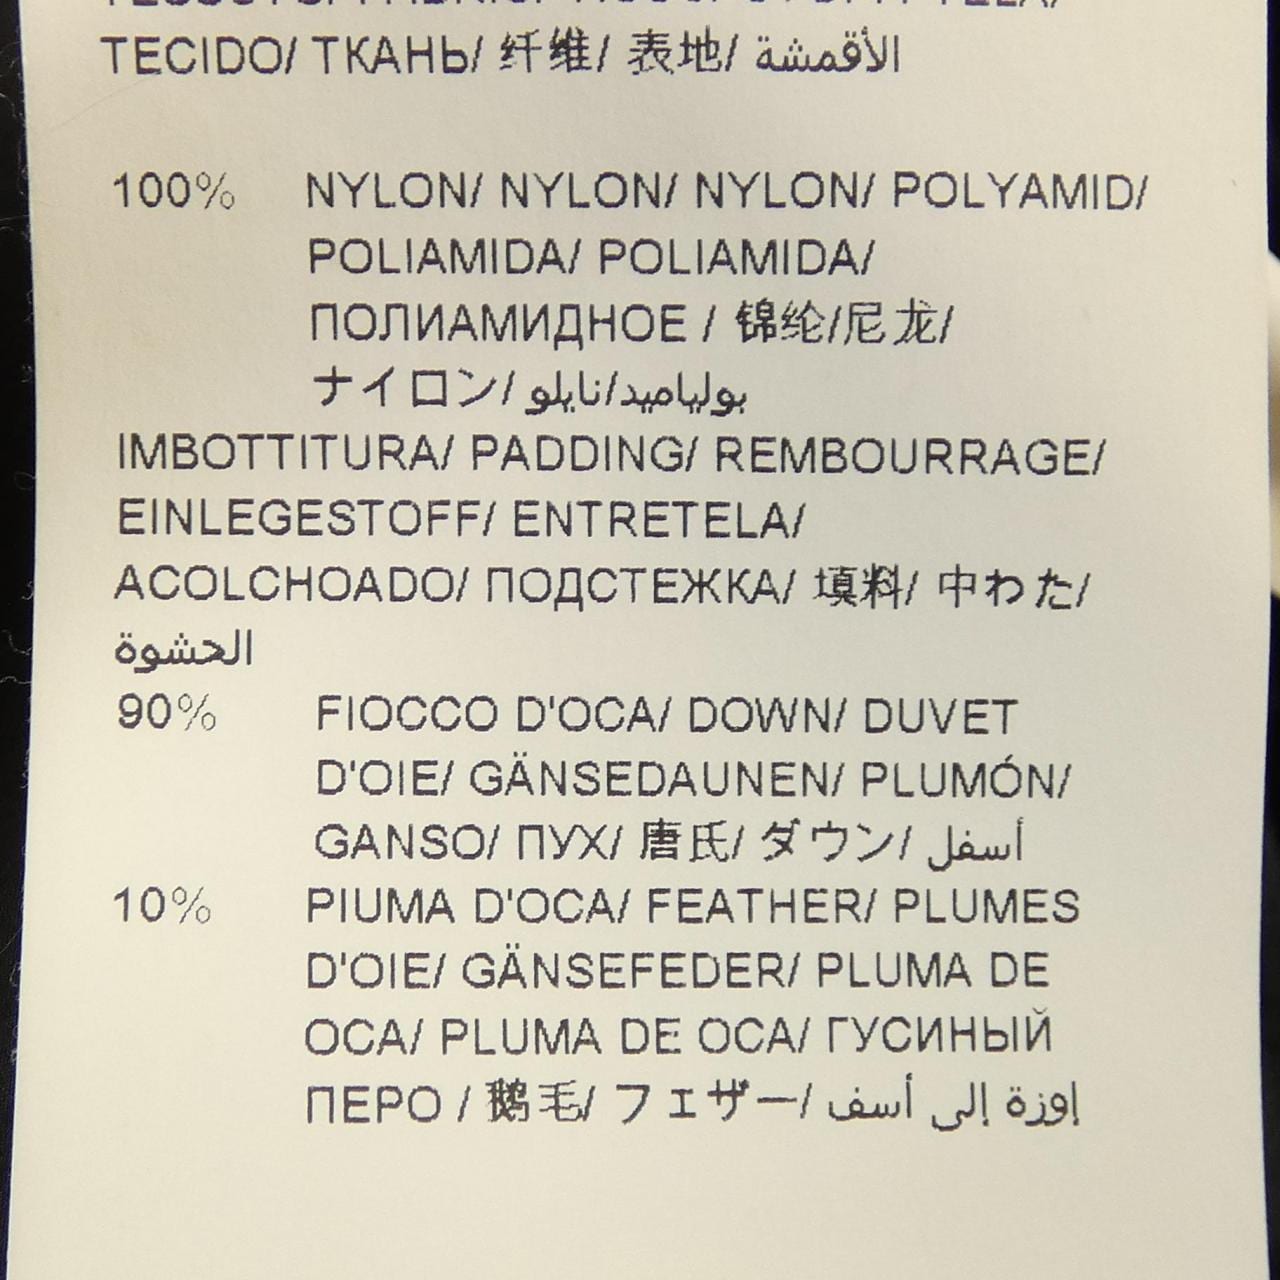 TECIDO/ ТКАНЬ/ 纤维/ 表地/ الأقمشة
100% NYLON/ NYLON/ NYLON/ POLYAMID/
POLIAMIDA/ POLIAMIDA/
ПОЛИАМИДНОЕ / 锦纶/尼龙/
ナイロン/ بولياميد/نايلو
IMBOTTITURA/ PADDING/ REMBOURRAGE/
EINLEGESTOFF/ ENTRETELA/
ACOLCHOADO/ ПОДСТЕЖКА/ 填料/ 中わた/
الحشوة
90% FIOCCO D'OCA/ DOWN/ DUVET
D'OIE/ GÄNSEDAUNEN/ PLUMÓN/
GANSO/ ПУХ/ 唐氏/ ダウン/ أسفل
10% PIUMA D'OCA/ FEATHER/ PLUMES
D'OIE/ GÄNSEFEDER/ PLUMA DE
OCA/ PLUMA DE OCA/ ГУСИНЫЙ
ПЕРО / 鹅毛/ フェザー/ إوزة إلى أسف